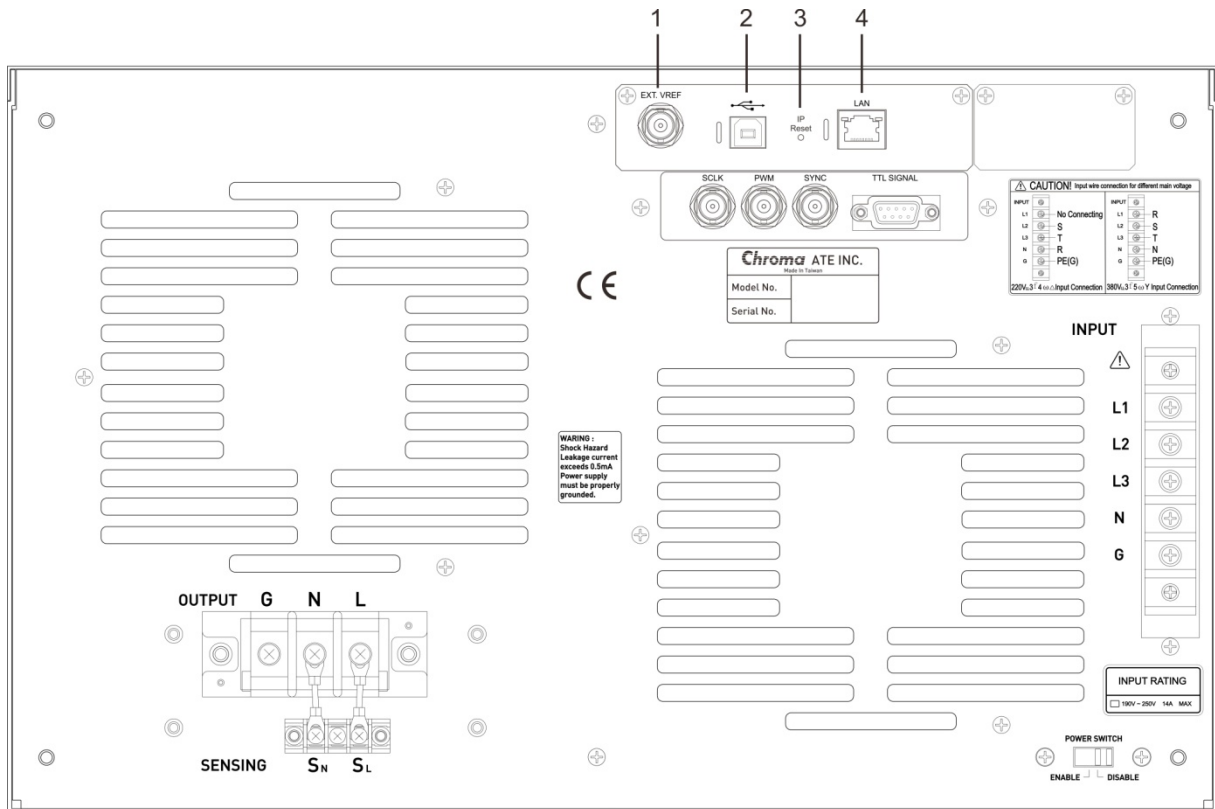 1 2 3 4
EXT. VREF
IP
Reset
LAN
SCLK PWM SYNC TTL SIGNAL
CAUTION! Input wire connection for different main voltage
INPUT
L1 No Connecting
L2 S
L3 T
N R
G PE(G)
INPUT
L1 R
L2 S
L3 T
N N
G PE(G)
Input Connection
Y Input Connection
Chroma ATE INC.
Made in Taiwan
Model No.
Serial No.
CE
INPUT
L1
L2
L3
N
G
WARING :
Shock Hazard
Leakage current
exceeds 0.5mA
Power supply
must be properly
grounded.
OUTPUT G N L
SENSING SN SL
INPUT RATING
190V ~ 250V 14A MAX
POWER SWITCH
ENABLE DISABLE